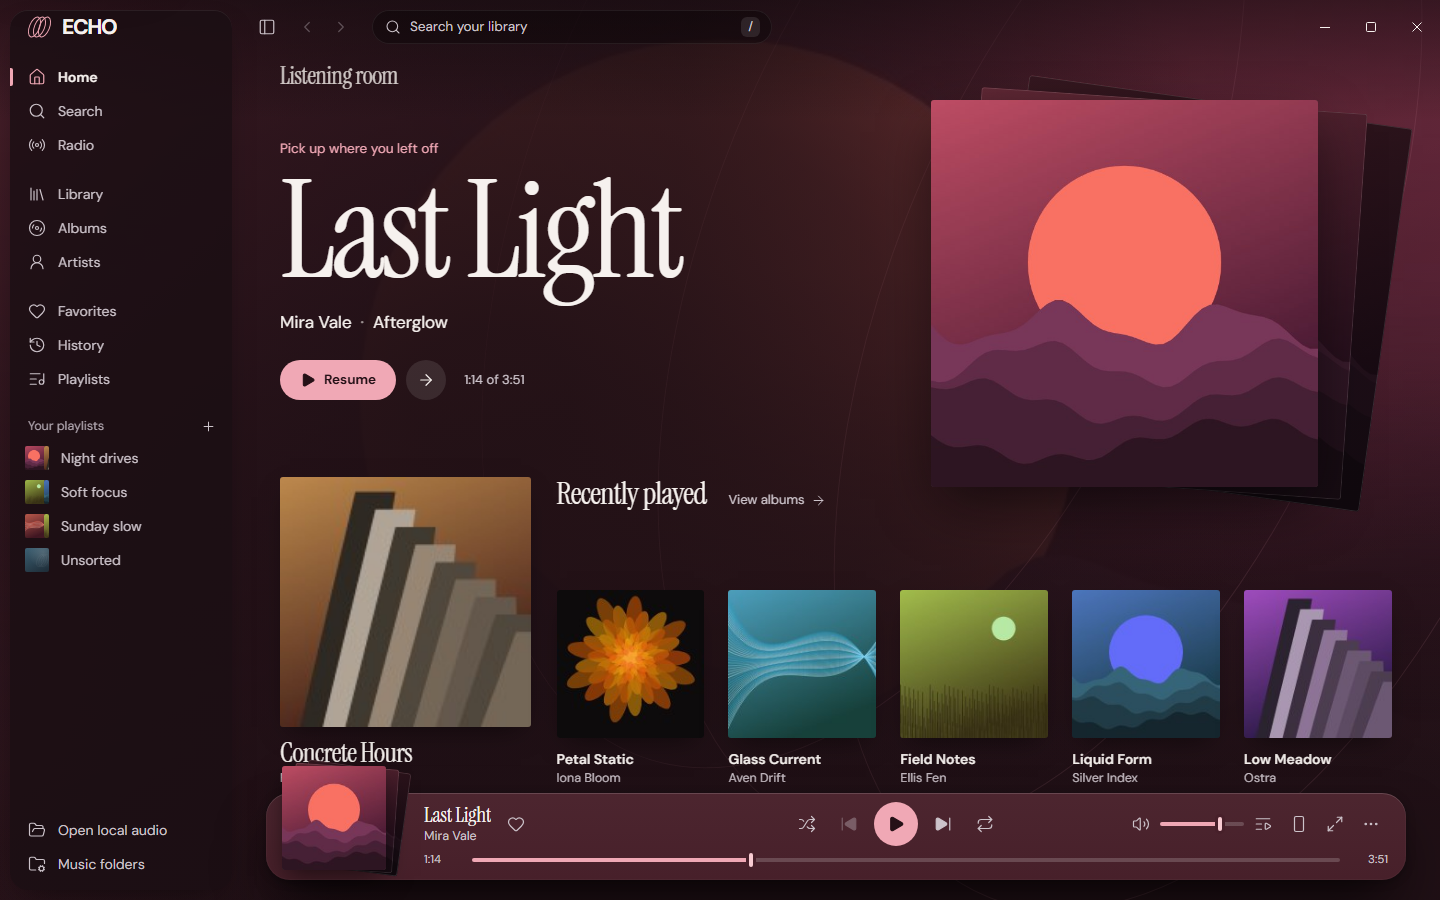 ECHO
Search your library
/
Home
Search
Radio
Library
Albums
Artists
Favorites
History
Playlists
Your playlists
Night drives
Soft focus
Sunday slow
Unsorted
Open local audio
Music folders
Listening room
Pick up where you left off
Last Light
Mira Vale · Afterglow
Resume
1:14 of 3:51
Recently played
View albums
Concrete Hours
Petal Static
Iona Bloom
Glass Current
Aven Drift
Field Notes
Ellis Fen
Liquid Form
Silver Index
Low Meadow
Ostra
Last Light
Mira Vale
1:14
3:51